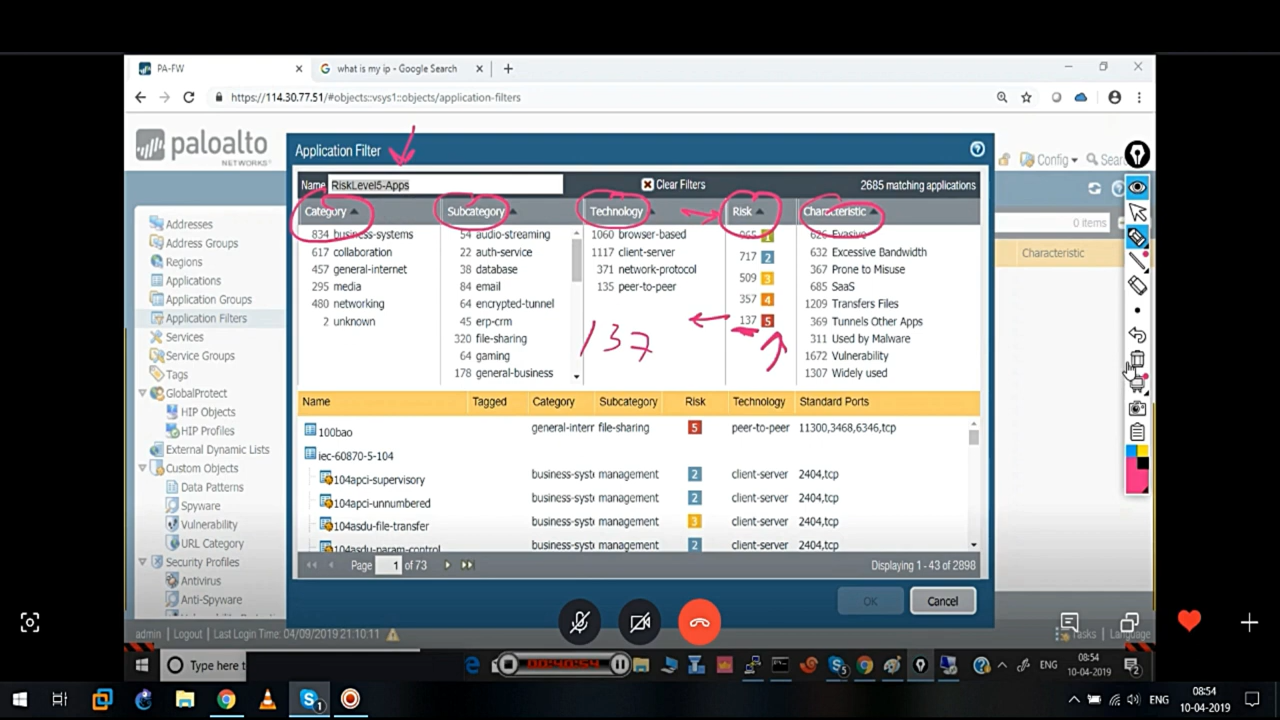 PA-FW
what is my ip - Google Search
https://114.30.77.51/#objects::vsys1::objects/application-filters
paloalto
NETWORKS
Config
Application Filter
Name RiskLevel5-Apps Clear Filters 2685 matching applications
0 items
Characteristic
Addresses
Address Groups
Regions
Applications
Application Groups
Application Filters
Services
Service Groups
Tags
GlobalProtect
HIP Objects
HIP Profiles
External Dynamic Lists
Custom Objects
Data Patterns
Spyware
Vulnerability
URL Category
Security Profiles
Antivirus
Anti-Spyware
Category Subcategory Technology Risk Characteristic
834 business-systems 54 audio-streaming 1060 browser-based 1 626 Evasive
617 collaboration 22 auth-service 1117 client-server 717 2 632 Excessive Bandwidth
457 general-internet 38 database 371 network-protocol 509 3 367 Prone to Misuse
295 media 84 email 135 peer-to-peer 357 4 685 SaaS
480 networking 64 encrypted-tunnel 137 5 1209 Transfers Files
2 unknown 45 erp-crm 369 Tunnels Other Apps
320 file-sharing 311 Used by Malware
64 gaming 1672 Vulnerability
178 general-business 1307 Widely used
137
Name Tagged Category Subcategory Risk Technology Standard Ports
100bao general-interr file-sharing 5 peer-to-peer 11300,3468,6346,tcp
iec-60870-5-104
104apci-supervisory business-syst management 2 client-server 2404,tcp
104apci-unnumbered business-syst management 2 client-server 2404,tcp
104asdu-file-transfer business-syst management 3 client-server 2404,tcp
104asdu-param-control business-syst management 2 client-server 2404,tcp
Page 1 of 73 Displaying 1 - 43 of 2898
OK Cancel
admin | Logout | Last Login Time: 04/09/2019 21:10:11 Tasks | Language
Type here t
00:40:54
ENG
08:54
10-04-2019
2
ENG
08:54
10-04-2019